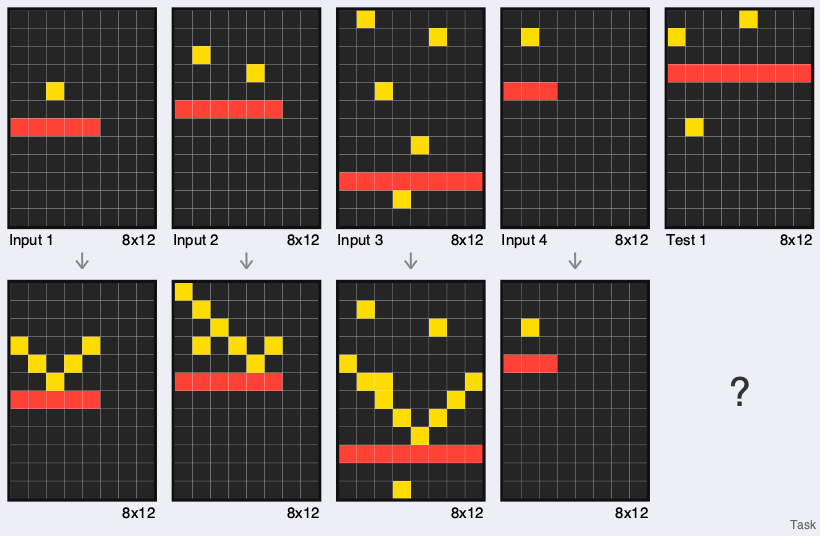 Input 1 8x12
Input 2 8x12
Input 3 8x12
Input 4 8x12
Test 1 8x12
?
8x12
8x12
8x12
8x12
Task